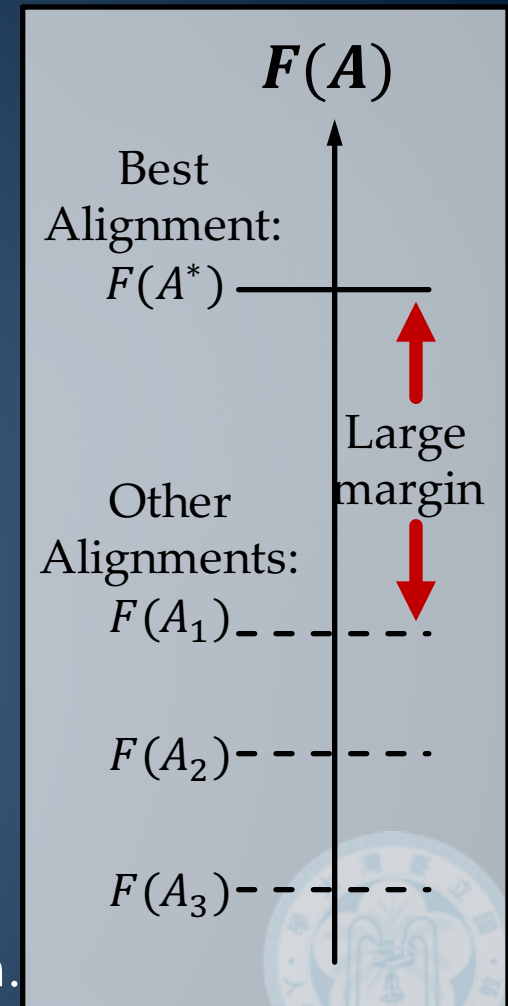 F(A)
Best
Alignment:
F(A*)
Large
margin
Other
Alignments:
F(A₁)
F(A₂)
F(A₃)